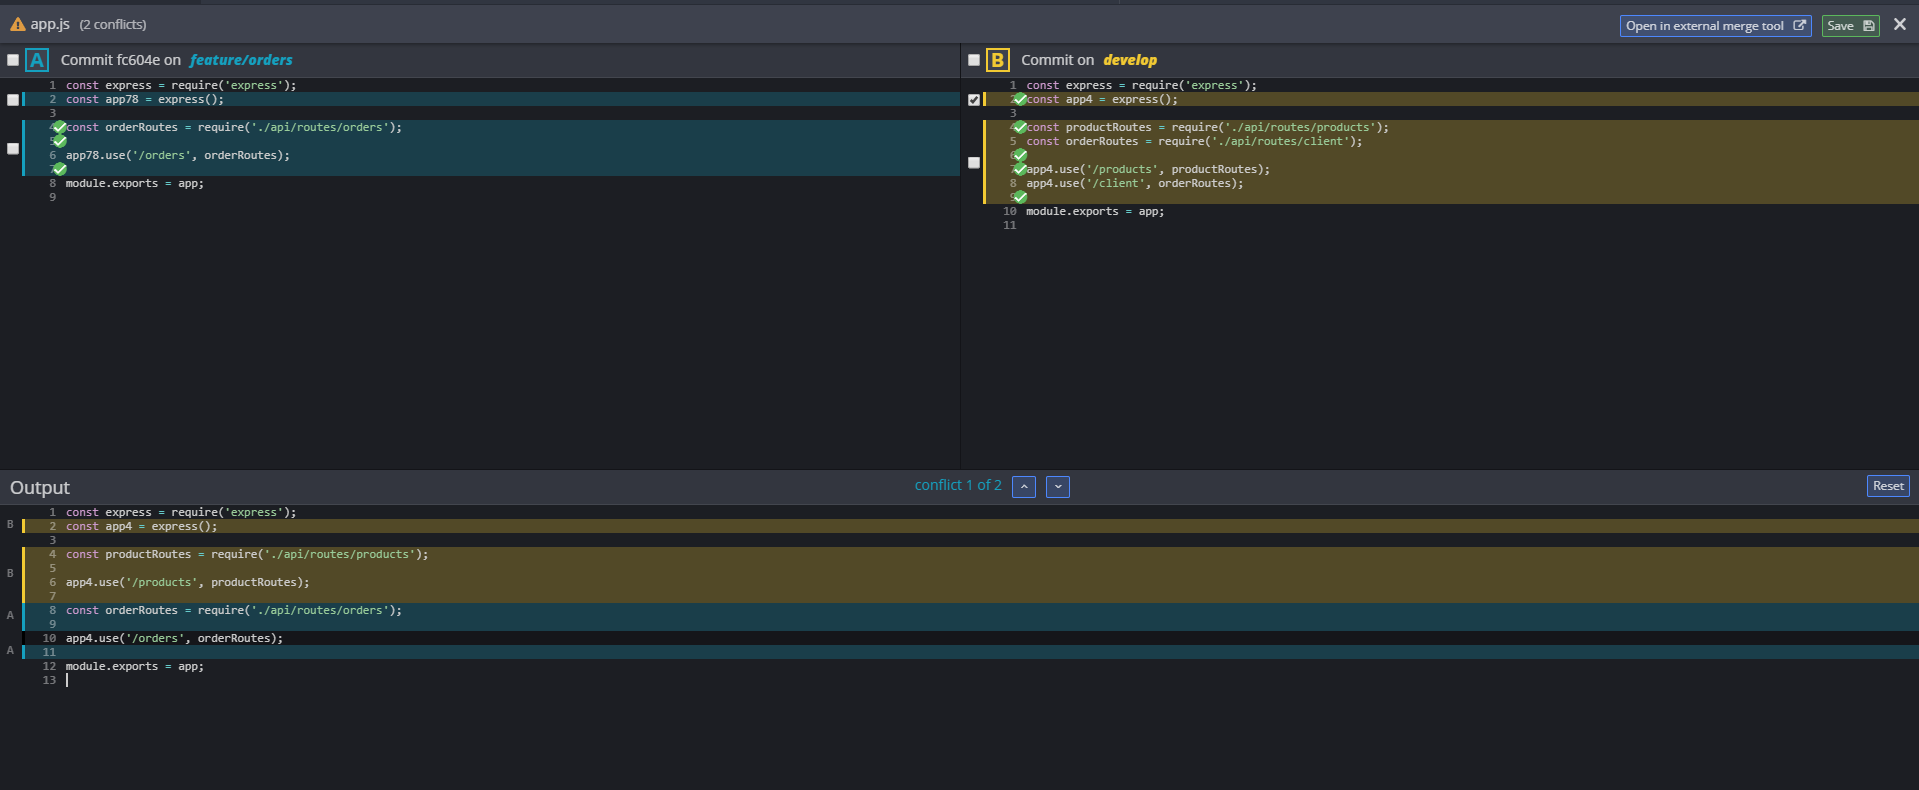 app.js (2 conflicts) Open in external merge tool Save
A Commit fc604e on feature/orders
1 const express = require('express');
2 const app78 = express();
3
4 const orderRoutes = require('./api/routes/orders');
5
6 app78.use('/orders', orderRoutes);
7
8 module.exports = app;
9
B Commit on develop
1 const express = require('express');
2 const app4 = express();
3
4 const productRoutes = require('./api/routes/products');
5 const orderRoutes = require('./api/routes/client');
6
7 app4.use('/products', productRoutes);
8 app4.use('/client', orderRoutes);
9
10 module.exports = app;
11
Output conflict 1 of 2 Reset
1 const express = require('express');
B 2 const app4 = express();
3
4 const productRoutes = require('./api/routes/products');
B 5
6 app4.use('/products', productRoutes);
7
A 8 const orderRoutes = require('./api/routes/orders');
9
10 app4.use('/orders', orderRoutes);
A 11
12 module.exports = app;
13